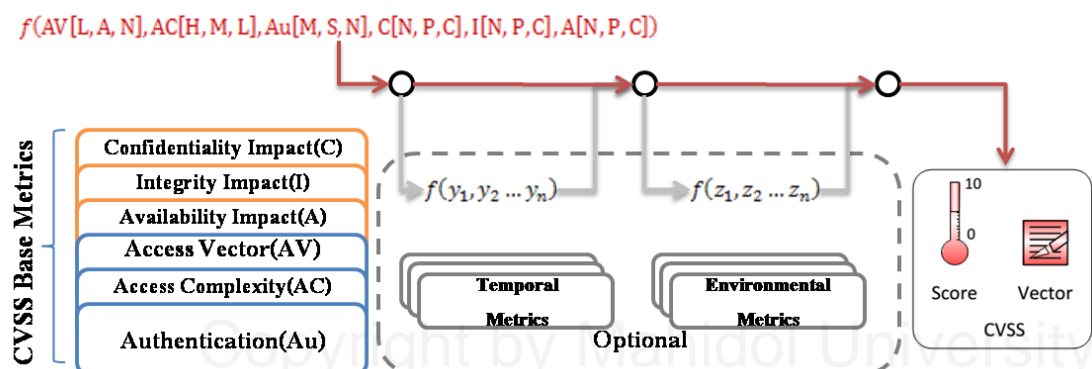 f(AV[L, A, N], AC[H, M, L], Au[M, S, N], C[N, P, C], I[N, P, C], A[N, P, C])
CVSS Base Metrics
Confidentiality Impact(C)
Integrity Impact(I)
Availability Impact(A)
Access Vector(AV)
Access Complexity(AC)
Authentication(Au)
f(y₁, y₂ … yₙ)
f(z₁, z₂ … zₙ)
Temporal
Metrics
Environmental
Metrics
Optional
10
0
Score
Vector
CVSS
Copyright by Mahidol University